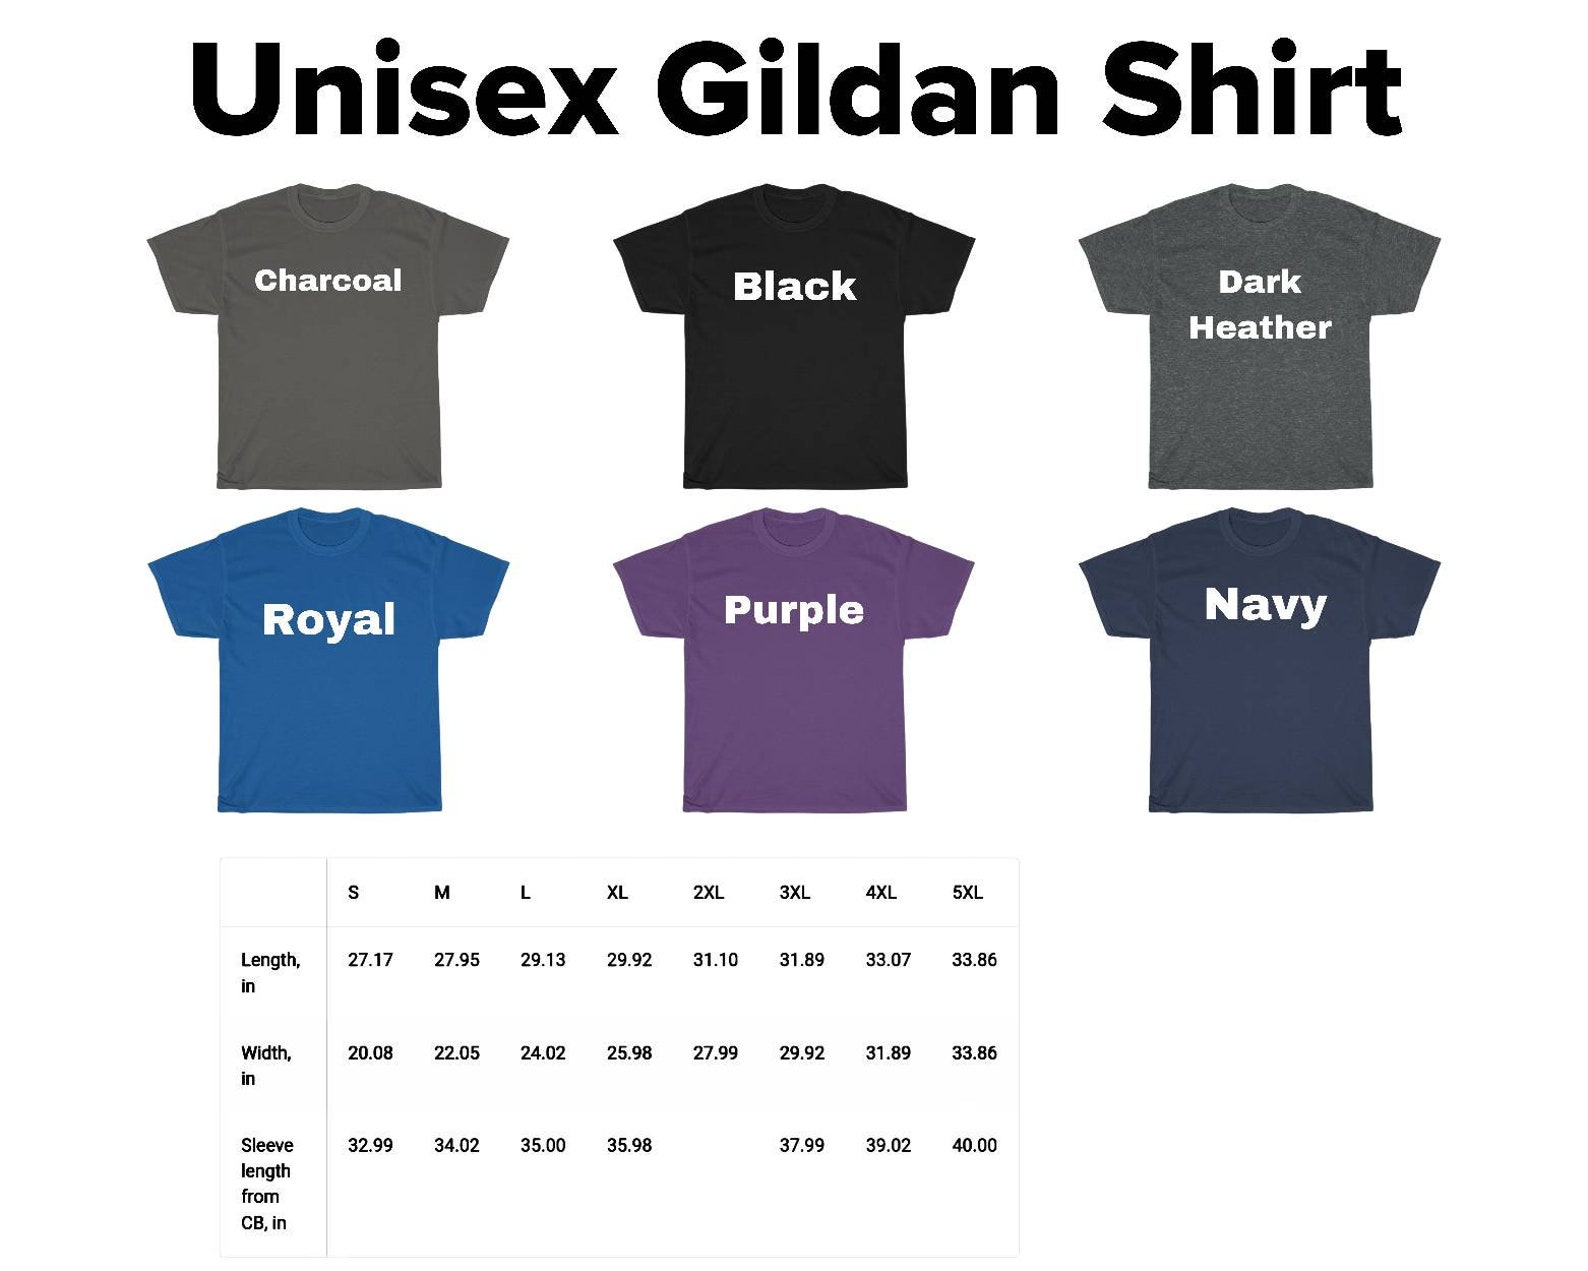 Unisex Gildan Shirt
Charcoal
Black
Dark
Heather
Royal
Purple
Navy
S M L XL 2XL 3XL 4XL 5XL
Length, 27.17 27.95 29.13 29.92 31.10 31.89 33.07 33.86
in
Width, 20.08 22.05 24.02 25.98 27.99 29.92 31.89 33.86
in
Sleeve 32.99 34.02 35.00 35.98 37.99 39.02 40.00
length
from
CB, in